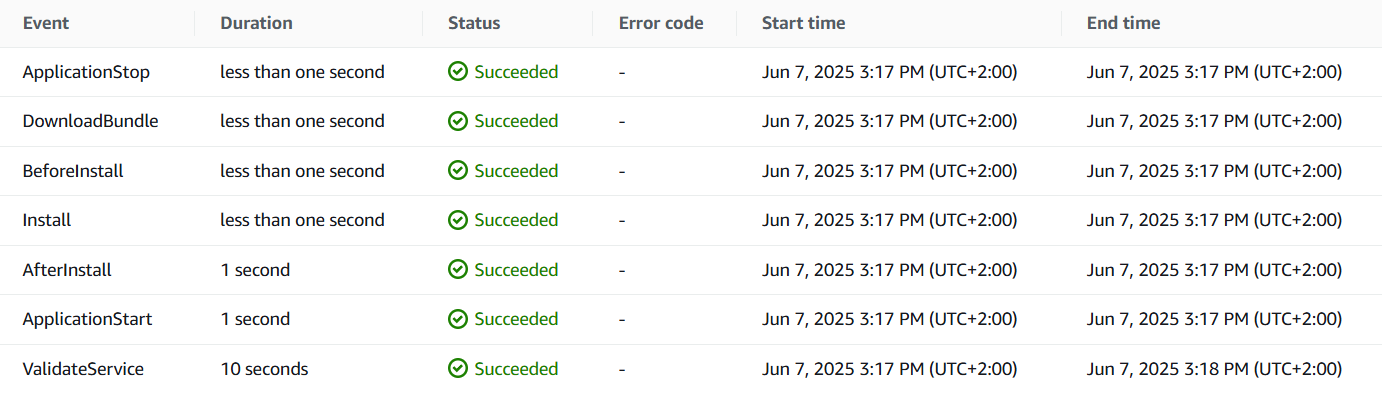 Event Duration Status Error code Start time End time
ApplicationStop less than one second Succeeded - Jun 7, 2025 3:17 PM (UTC+2:00) Jun 7, 2025 3:17 PM (UTC+2:00)
DownloadBundle less than one second Succeeded - Jun 7, 2025 3:17 PM (UTC+2:00) Jun 7, 2025 3:17 PM (UTC+2:00)
BeforeInstall less than one second Succeeded - Jun 7, 2025 3:17 PM (UTC+2:00) Jun 7, 2025 3:17 PM (UTC+2:00)
Install less than one second Succeeded - Jun 7, 2025 3:17 PM (UTC+2:00) Jun 7, 2025 3:17 PM (UTC+2:00)
AfterInstall 1 second Succeeded - Jun 7, 2025 3:17 PM (UTC+2:00) Jun 7, 2025 3:17 PM (UTC+2:00)
ApplicationStart 1 second Succeeded - Jun 7, 2025 3:17 PM (UTC+2:00) Jun 7, 2025 3:17 PM (UTC+2:00)
ValidateService 10 seconds Succeeded - Jun 7, 2025 3:17 PM (UTC+2:00) Jun 7, 2025 3:18 PM (UTC+2:00)